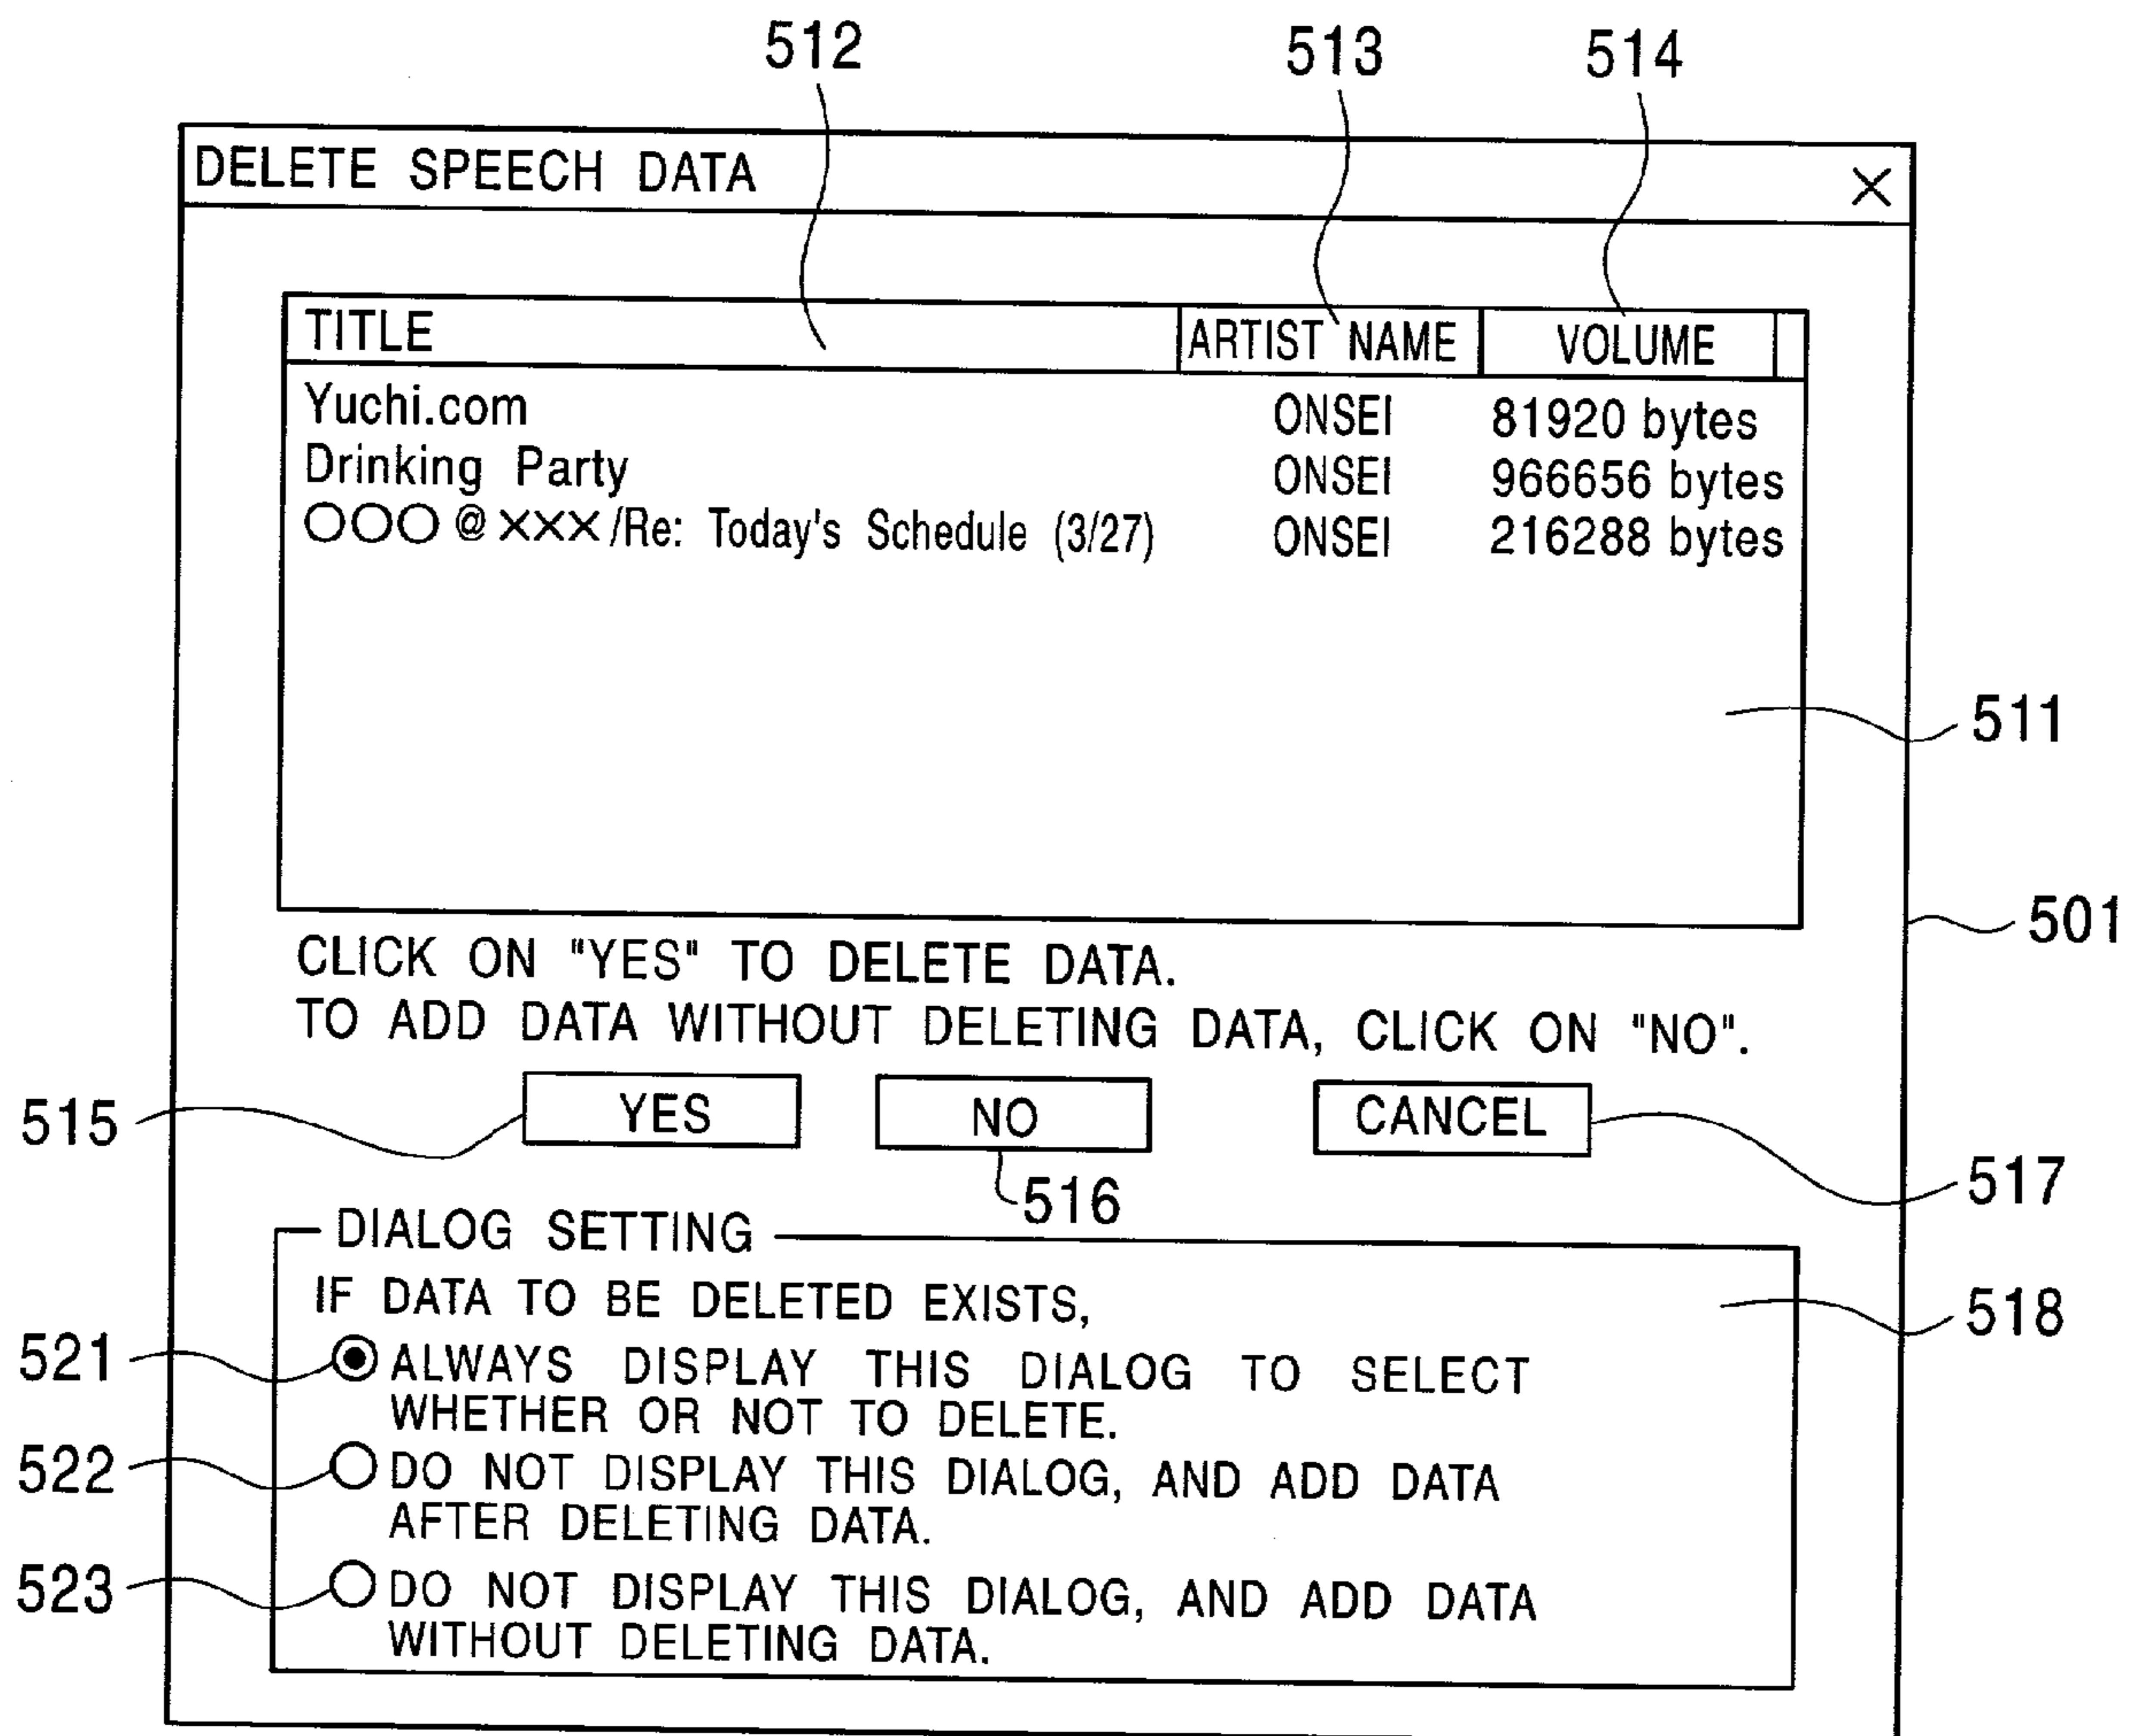 512 513 514
DELETE SPEECH DATA ×
TITLE ARTIST NAME VOLUME
Yuchi.com ONSEI 81920 bytes
Drinking Party ONSEI 966656 bytes
○○○@×××/Re: Today's Schedule (3/27) ONSEI 216288 bytes
511
501
CLICK ON "YES" TO DELETE DATA.
TO ADD DATA WITHOUT DELETING DATA, CLICK ON "NO".
515 YES NO CANCEL
516 517
DIALOG SETTING
IF DATA TO BE DELETED EXISTS,
518
521 ALWAYS DISPLAY THIS DIALOG TO SELECT
WHETHER OR NOT TO DELETE.
522 DO NOT DISPLAY THIS DIALOG, AND ADD DATA
AFTER DELETING DATA.
523 DO NOT DISPLAY THIS DIALOG, AND ADD DATA
WITHOUT DELETING DATA.